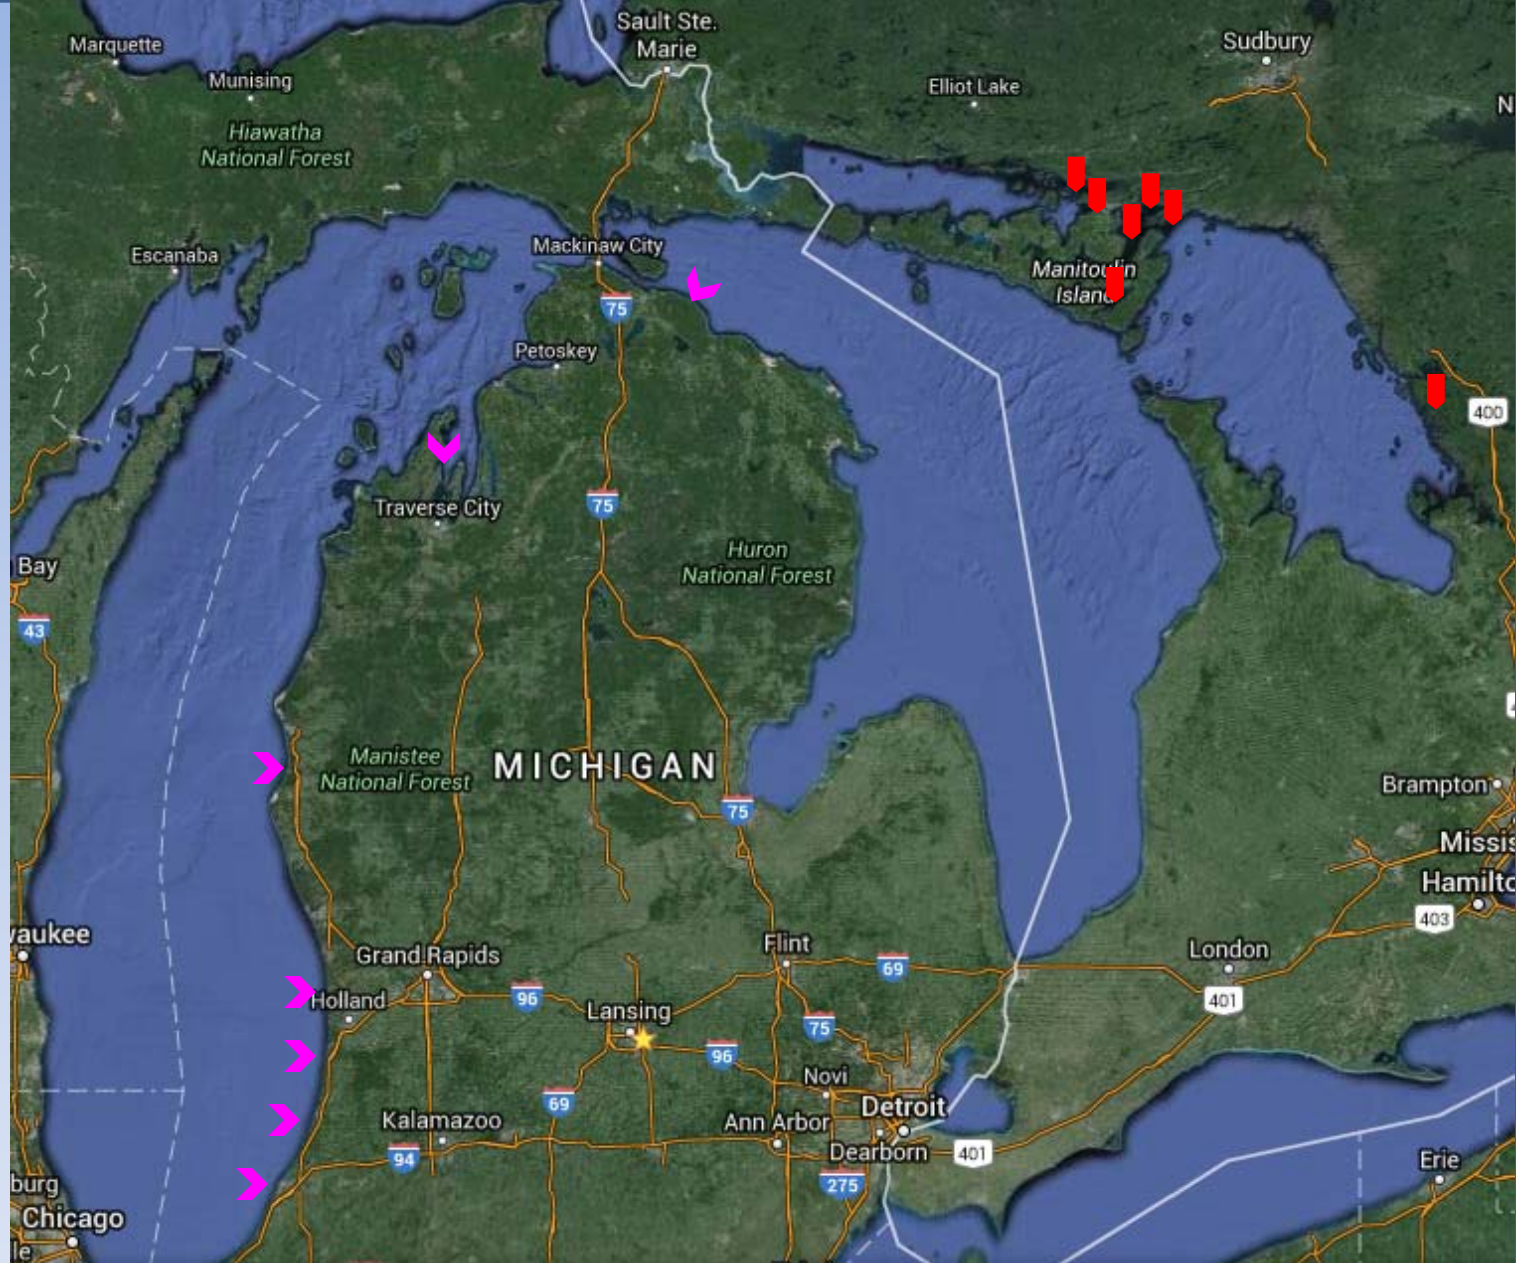 Sault Ste.
Marie
Marquette
Munising
Sudbury
Elliot Lake
N
Hiawatha
National Forest
Escanaba
Mackinaw City
Manitoulin
Island
75
Petoskey
400
Traverse City
75
Bay
Huron
National Forest
43
Manistee
National Forest
MICHIGAN
75
Brampton
Missis
Hamilto
403
waukee
Grand Rapids
Flint
69
London
Holland
96
401
Lansing
75
96
Novi
69
Detroit
Kalamazoo
Ann Arbor
Dearborn
401
94
275
Erie
burg
Chicago
le